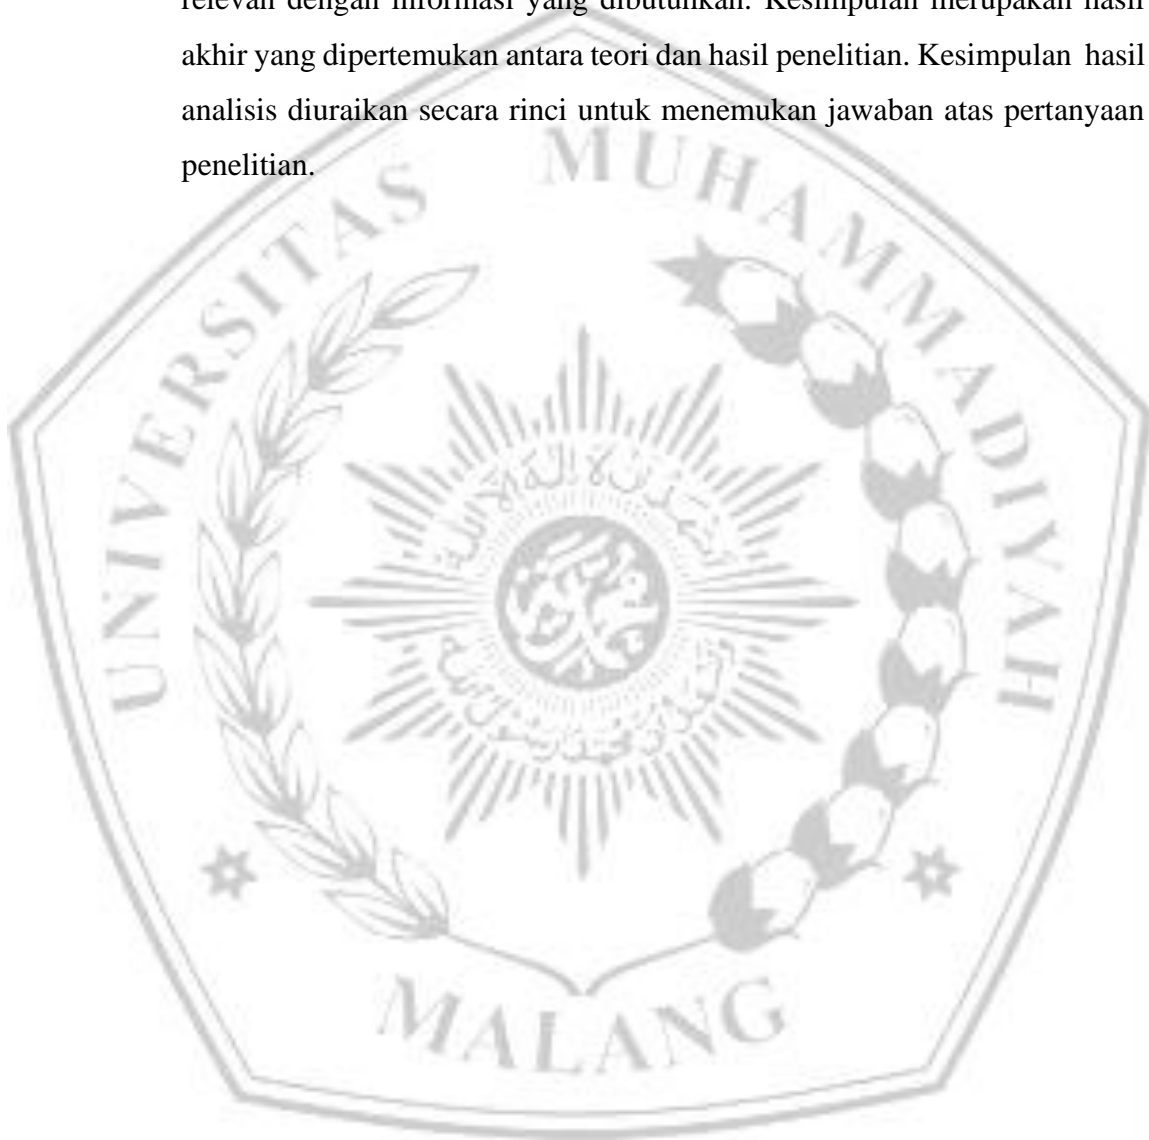 relevan dengan informasi yang dibutuhkan. Kesimpulan merupakan hasil
akhir yang dipertemukan antara teori dan hasil penelitian. Kesimpulan hasil
analisis diuraikan secara rinci untuk menemukan jawaban atas pertanyaan
penelitian.
UNIVERSITAS MUHAMMADIYAH
MALANG